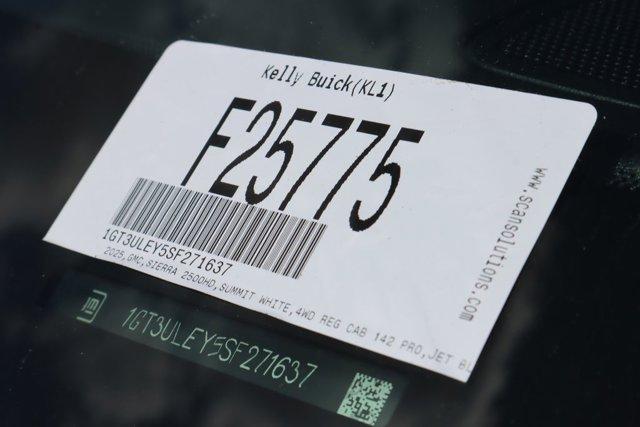 Kelly Buick(KL1)
F25775
1GT3ULEY5SF271637
2025,GMC,SIERRA 2500HD,SUMMIT WHITE,4WD REG CAB 142 PRO,JET BL
www.scansolutions.com
gm 1GT3ULEY5SF271637